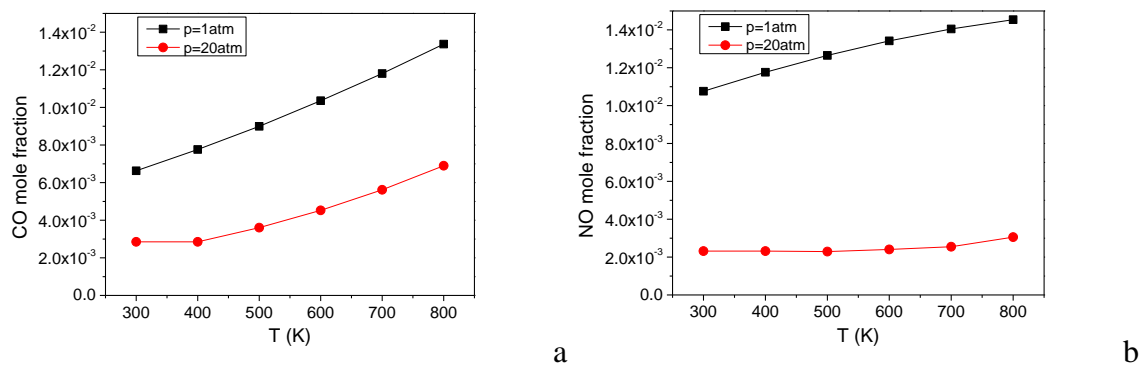 CO mole fraction
1.4x10⁻²
1.2x10⁻²
1.0x10⁻²
8.0x10⁻³
6.0x10⁻³
4.0x10⁻³
2.0x10⁻³
0.0
p=1atm
p=20atm
300 400 500 600 700 800
T (K)
a
NO mole fraction
1.4x10⁻²
1.2x10⁻²
1.0x10⁻²
8.0x10⁻³
6.0x10⁻³
4.0x10⁻³
2.0x10⁻³
0.0
p=1atm
p=20atm
300 400 500 600 700 800
T (K)
b